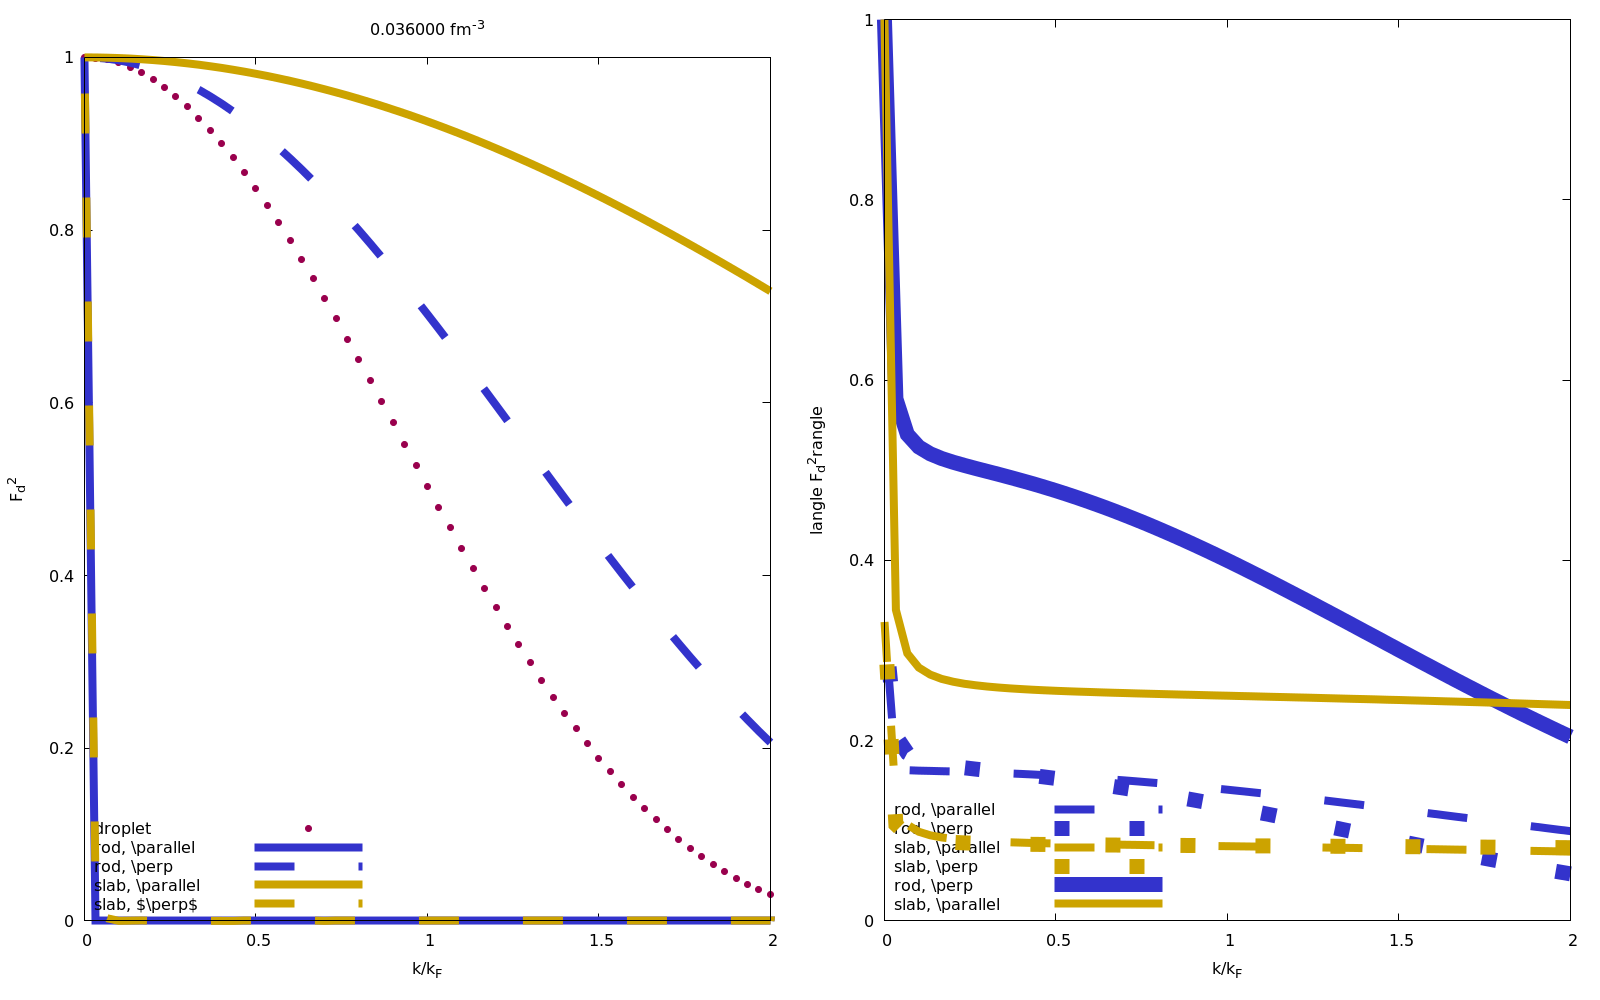 0.036000 fm-3
1
0.8
0.6
0.4
0.2
0
Fd2
droplet
rod, \parallel
rod, \perp
slab, \parallel
slab, $\perp$
0 0.5 1 1.5 2
k/kF
1
0.8
0.6
0.4
0.2
0
langle Fd2rangle
rod, \parallel
rod, \perp
slab, \parallel
slab, \perp
rod, \perp
slab, \parallel
0 0.5 1 1.5 2
k/kF